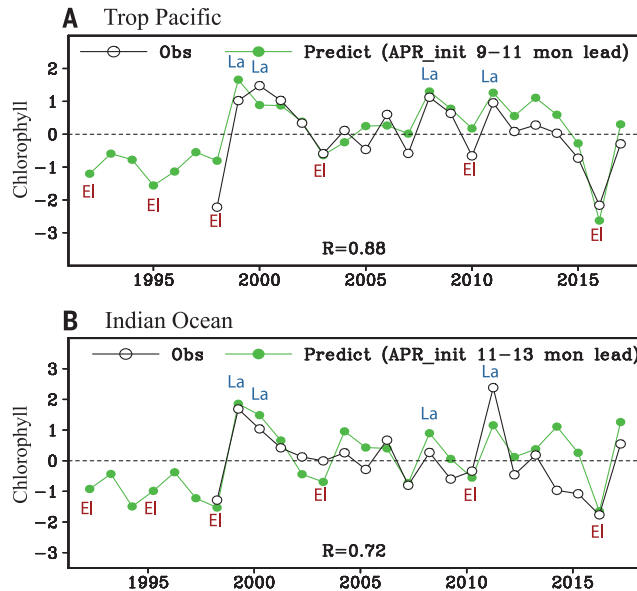 A Trop Pacific
Obs Predict (APR_init 9-11 mon lead)
La La La La
2
1
0
-1
-2
-3
Chlorophyll
El El El El El El
R=0.88
1995 2000 2005 2010 2015
B Indian Ocean
Obs Predict (APR_init 11-13 mon lead)
La La La La
3
2
1
0
-1
-2
-3
Chlorophyll
El El El El El El
R=0.72
1995 2000 2005 2010 2015